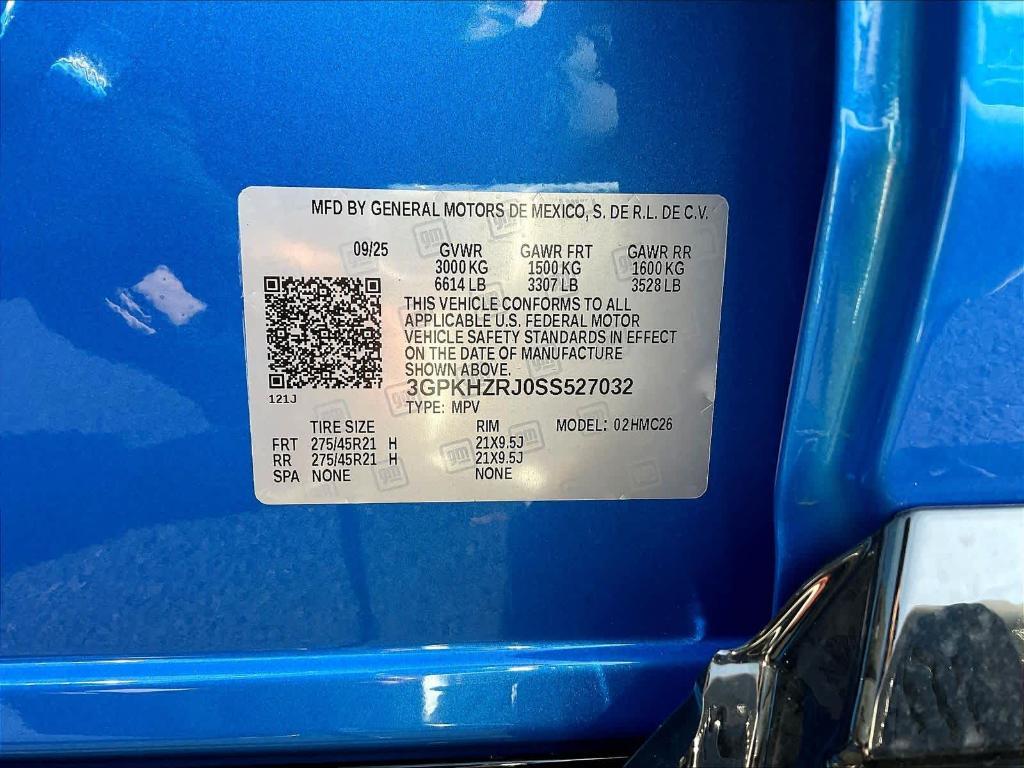 MFD BY GENERAL MOTORS DE MEXICO, S. DE R.L. DE C.V.
09/25 GVWR GAWR FRT GAWR RR
3000 KG 1500 KG 1600 KG
6614 LB 3307 LB 3528 LB
THIS VEHICLE CONFORMS TO ALL
APPLICABLE U.S. FEDERAL MOTOR
VEHICLE SAFETY STANDARDS IN EFFECT
ON THE DATE OF MANUFACTURE
SHOWN ABOVE.
3GPKHZRJ0SS527032
121J
TYPE: MPV
TIRE SIZE RIM MODEL: 02HMC26
FRT 275/45R21 H 21X9.5J
RR 275/45R21 H 21X9.5J
SPA NONE NONE